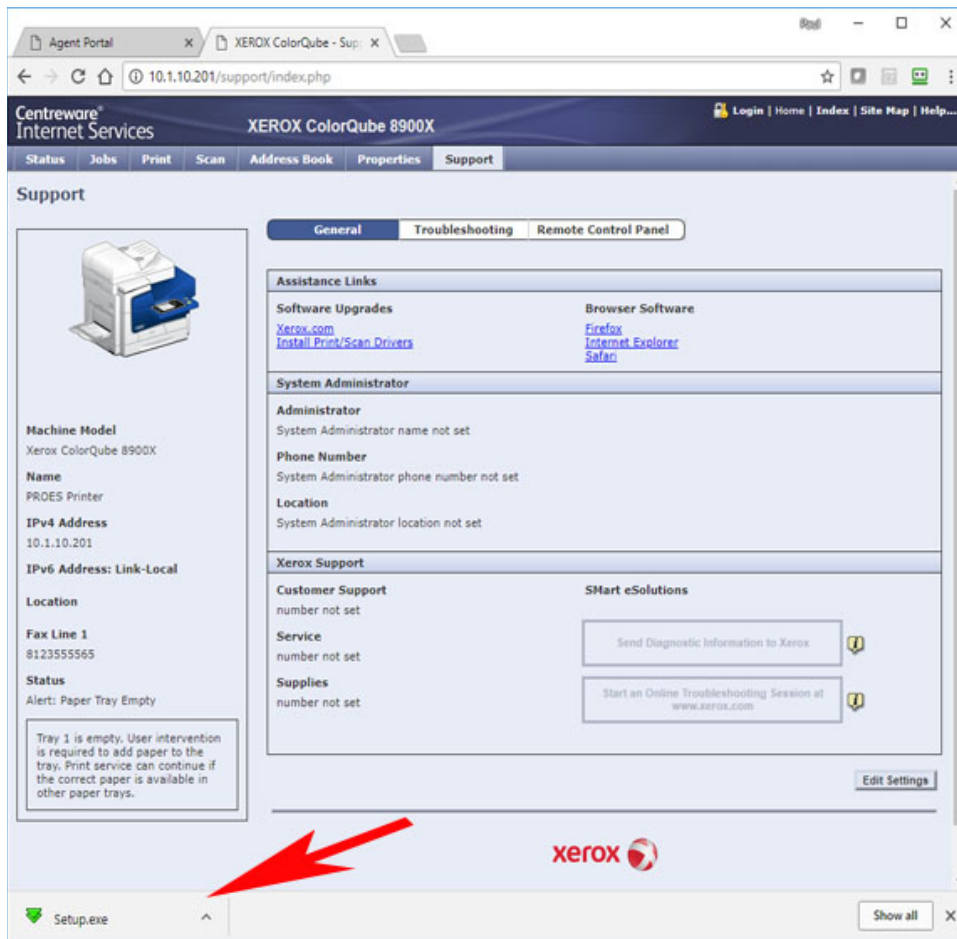 Agent Portal
XEROX ColorQube - Sup
10.1.10.201/support/index.php
Centreware®
Internet Services
XEROX ColorQube 8900X
Login | Home | Index | Site Map | Help...
Status Jobs Print Scan Address Book Properties Support
Support
General Troubleshooting Remote Control Panel
Machine Model
Xerox ColorQube 8900X
Name
PROES Printer
IPv4 Address
10.1.10.201
IPv6 Address: Link-Local
Location
Fax Line 1
8123555565
Status
Alert: Paper Tray Empty
Tray 1 is empty. User intervention
is required to add paper to the
tray. Print service can continue if
the correct paper is available in
other paper trays.
Assistance Links
Software Upgrades
Xerox.com
Install Print/Scan Drivers
Browser Software
Firefox
Internet Explorer
Safari
System Administrator
Administrator
System Administrator name not set
Phone Number
System Administrator phone number not set
Location
System Administrator location not set
Xerox Support
Customer Support
number not set
Service
number not set
Supplies
number not set
SMart eSolutions
Send Diagnostic Information to Xerox
Start an Online Troubleshooting Session at
www.xerox.com
Edit Settings
xerox
Setup.exe
Show all